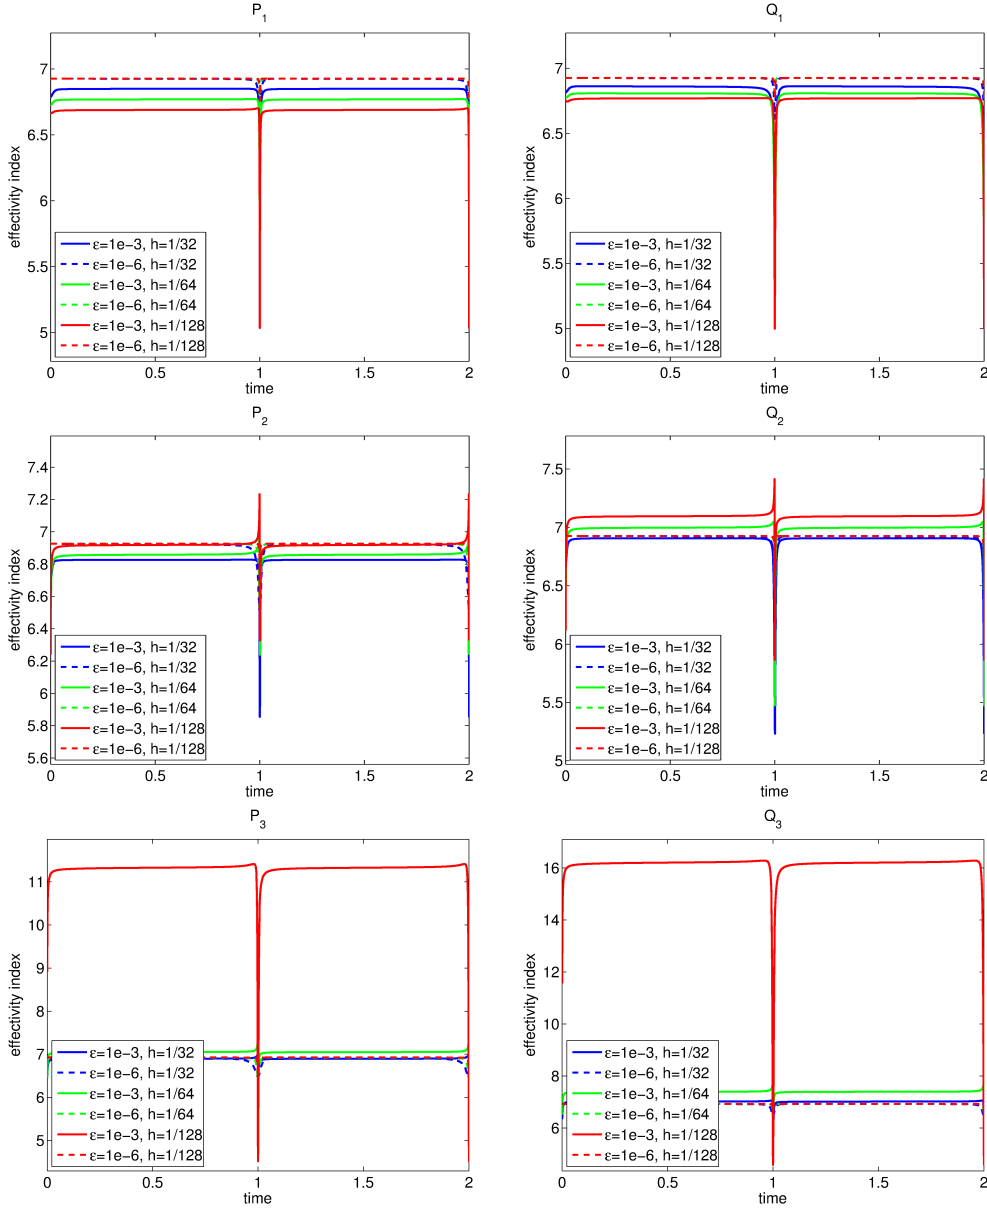 P1
effectivity index
7
6.5
6
5.5
5
ε=1e−3, h=1/32
ε=1e−6, h=1/32
ε=1e−3, h=1/64
ε=1e−6, h=1/64
ε=1e−3, h=1/128
ε=1e−6, h=1/128
0 0.5 1 1.5 2
time
Q1
effectivity index
7
6.5
6
5.5
5
ε=1e−3, h=1/32
ε=1e−6, h=1/32
ε=1e−3, h=1/64
ε=1e−6, h=1/64
ε=1e−3, h=1/128
ε=1e−6, h=1/128
0 0.5 1 1.5 2
time
P2
effectivity index
7.4
7.2
7
6.8
6.6
6.4
6.2
6
5.8
5.6
ε=1e−3, h=1/32
ε=1e−6, h=1/32
ε=1e−3, h=1/64
ε=1e−6, h=1/64
ε=1e−3, h=1/128
ε=1e−6, h=1/128
0 0.5 1 1.5 2
time
Q2
effectivity index
7.5
7
6.5
6
5.5
5
ε=1e−3, h=1/32
ε=1e−6, h=1/32
ε=1e−3, h=1/64
ε=1e−6, h=1/64
ε=1e−3, h=1/128
ε=1e−6, h=1/128
0 0.5 1 1.5 2
time
P3
effectivity index
11
10
9
8
7
6
5
ε=1e−3, h=1/32
ε=1e−6, h=1/32
ε=1e−3, h=1/64
ε=1e−6, h=1/64
ε=1e−3, h=1/128
ε=1e−6, h=1/128
0 0.5 1 1.5 2
time
Q3
effectivity index
16
14
12
10
8
6
ε=1e−3, h=1/32
ε=1e−6, h=1/32
ε=1e−3, h=1/64
ε=1e−6, h=1/64
ε=1e−3, h=1/128
ε=1e−6, h=1/128
0 0.5 1 1.5 2
time